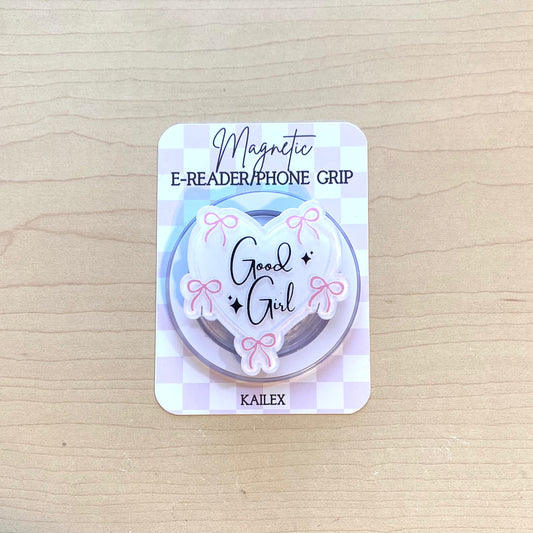 Magnetic
E-READER/PHONE GRIP
Good
Girl
KAILEX